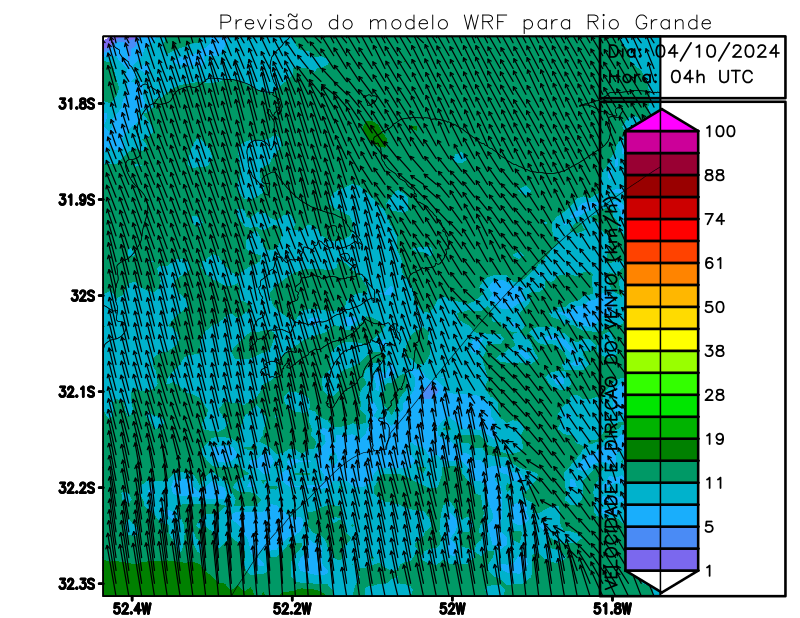 Previsão do modelo WRF para Rio Grande
Dia: 04/10/2024
Hora: 04h UTC
31.8S
31.9S
32S
32.1S
32.2S
32.3S
52.4W
52.2W
52W
51.8W
VELOCIDADE E DIREÇÃO DO VENTO (km/h)
100
88
74
61
50
38
28
19
11
5
1